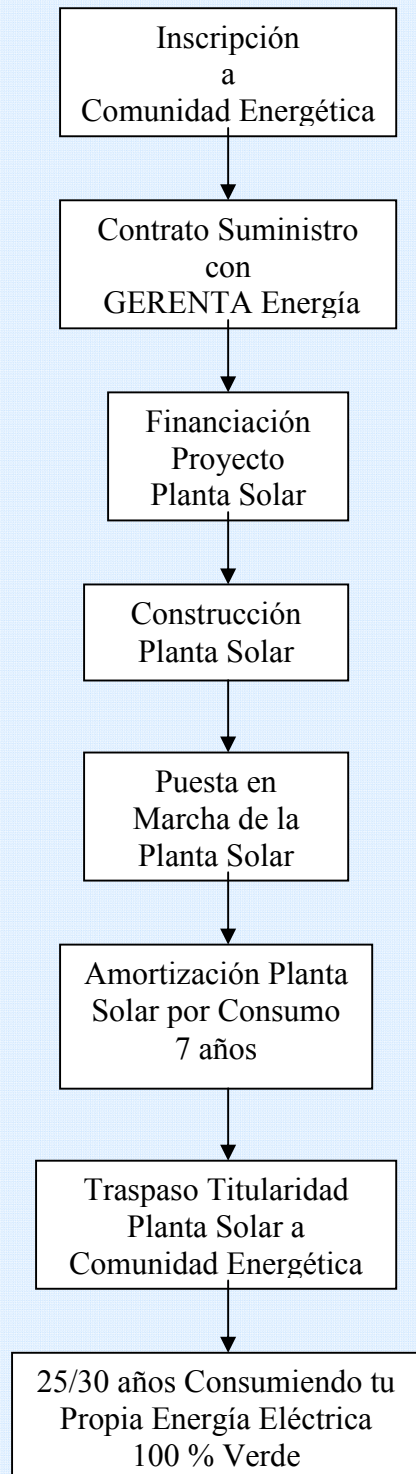 Inscripción
a
Comunidad Energética
Contrato Suministro
con
GERENTA Energía
Financiación
Proyecto
Planta Solar
Construcción
Planta Solar
Puesta en
Marcha de la
Planta Solar
Amortización Planta
Solar por Consumo
7 años
Traspaso Titularidad
Planta Solar a
Comunidad Energética
25/30 años Consumiendo tu
Propia Energía Eléctrica
100 % Verde